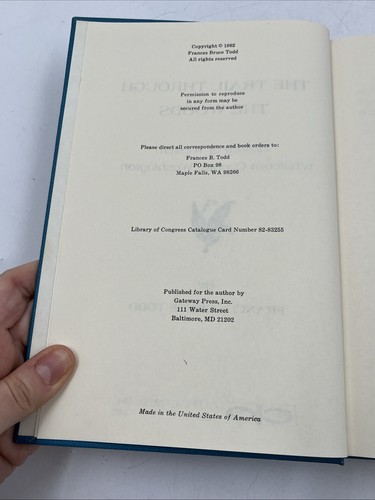 Copyright © 1982
Frances Bruce Todd
All rights reserved
Permission to reproduce
in any form may be
secured from the author
Please direct all correspondence and book orders to:
Frances B. Todd
PO Box 98
Maple Falls, WA 98266
Library of Congress Catalogue Card Number 82-83255
Published for the author by
Gateway Press, Inc.
111 Water Street
Baltimore, MD 21202
Made in the United States of America